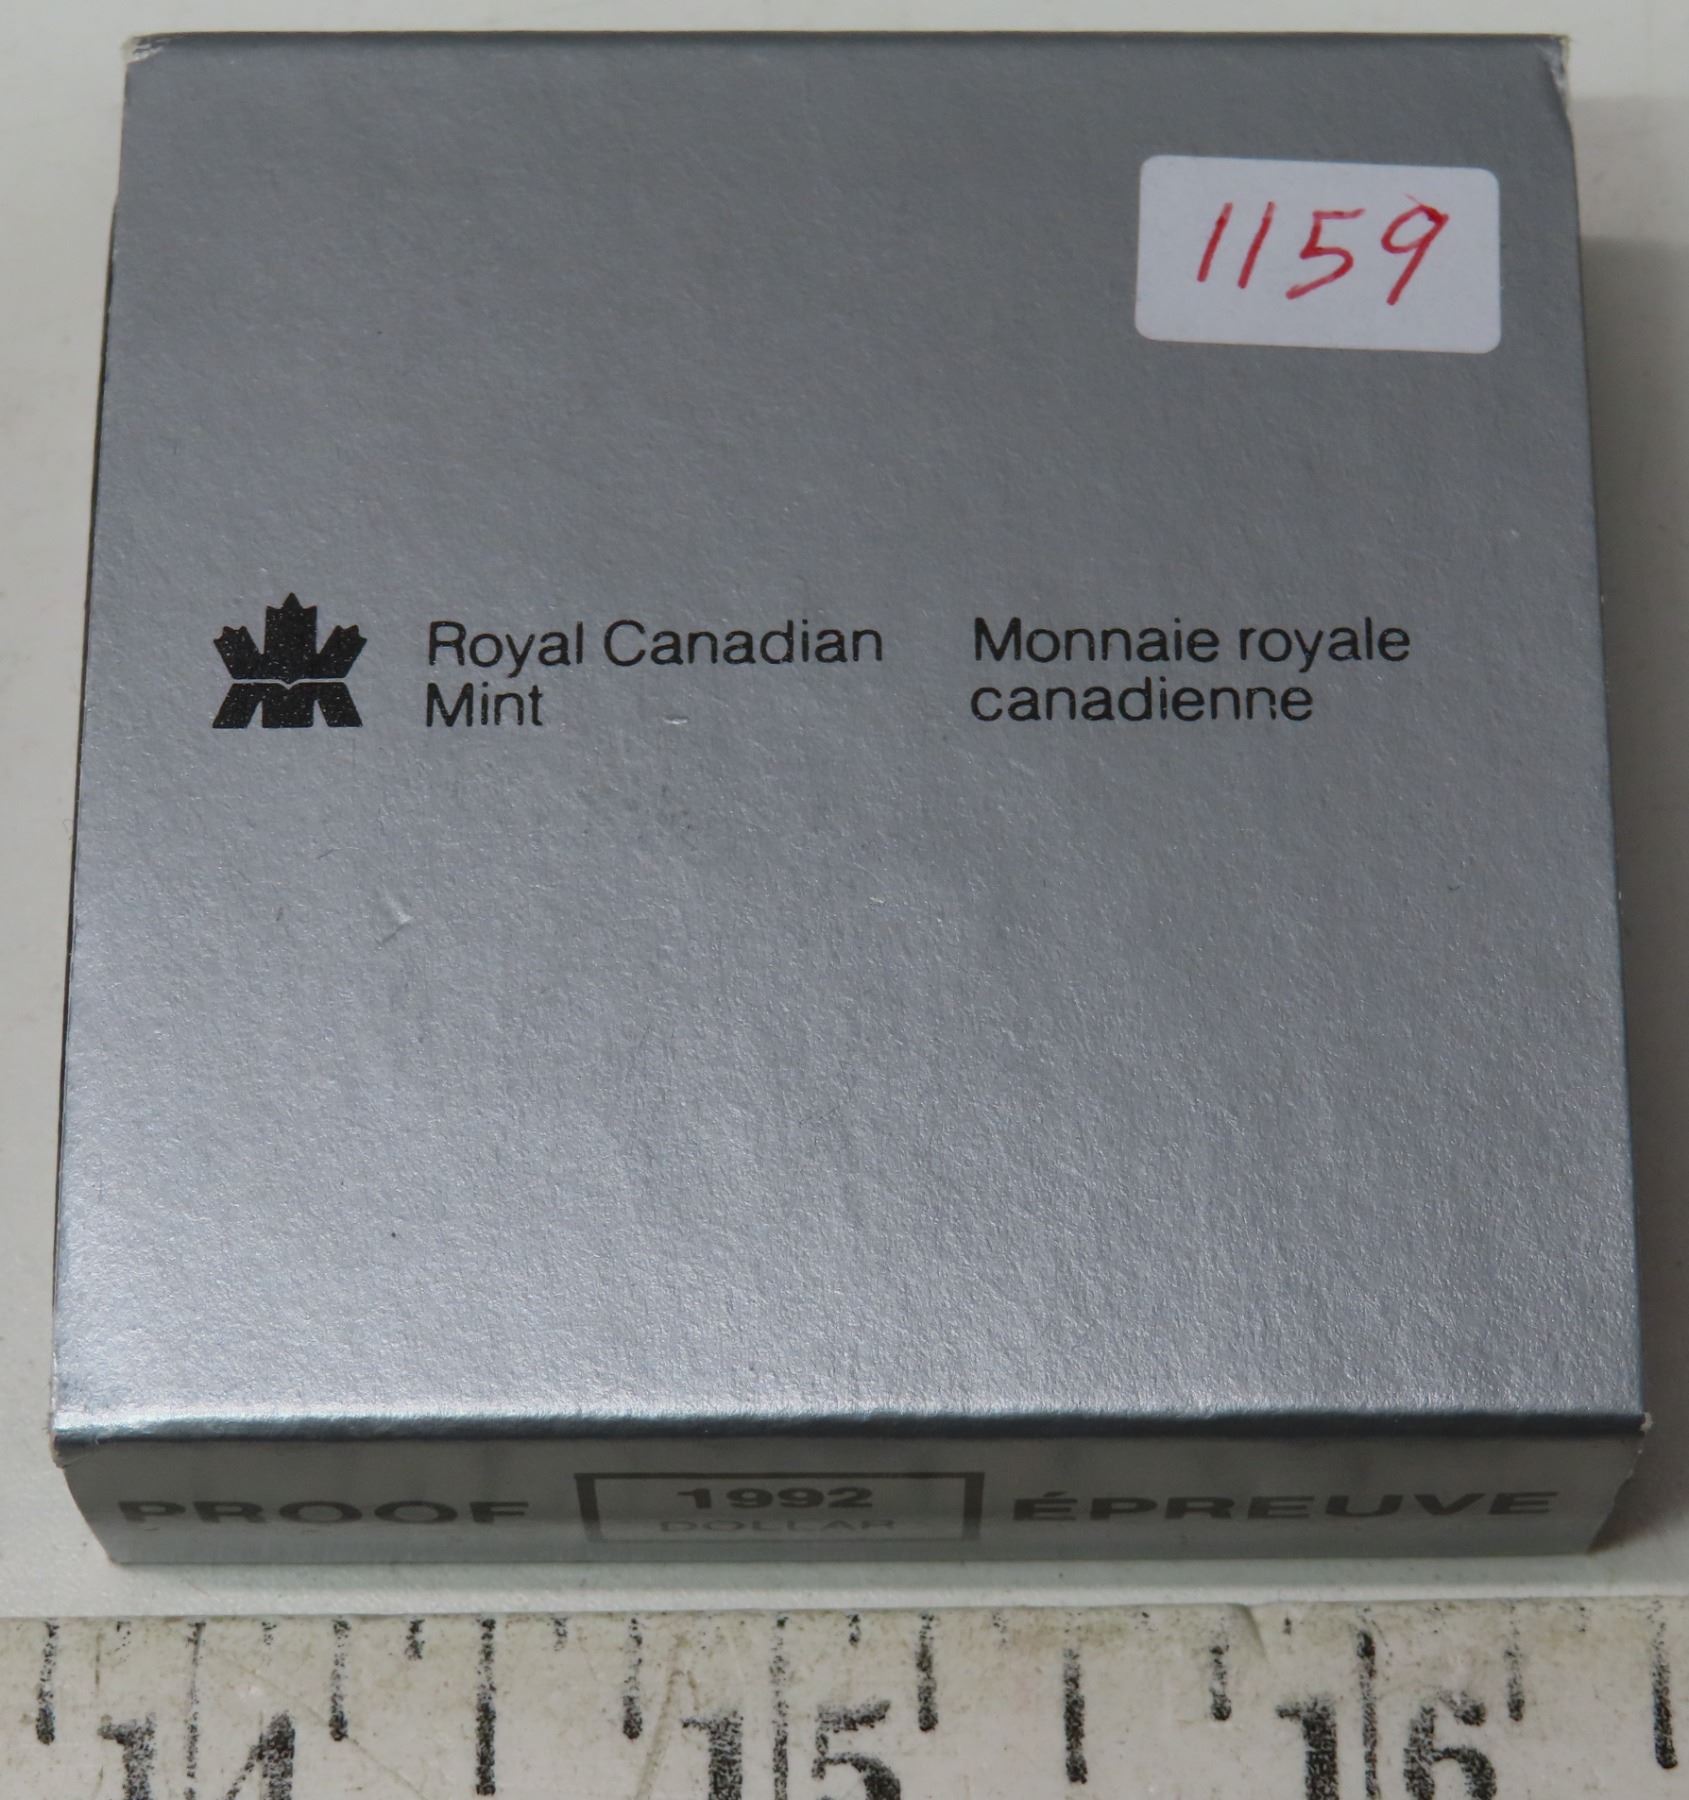 1159
Royal Canadian
Mint
Monnaie royale
canadienne
PROOF
1992
DOLLAR
ÉPREUVE
14 15 16